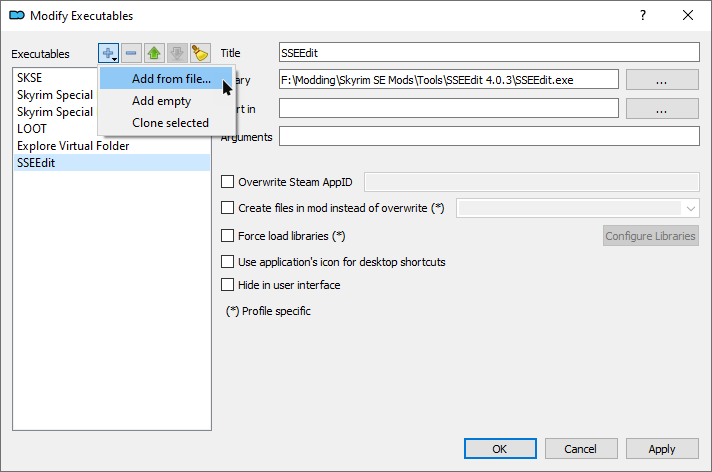 Modify Executables
? ×
Executables
Title
SSEEdit
ary
F:\Modding\Skyrim SE Mods\Tools\SSEEdit 4.0.3\SSEEdit.exe
...
rt in
...
Arguments
Add from file...
Add empty
Clone selected
SKSE
Skyrim Special
Skyrim Special
LOOT
Explore Virtual Folder
SSEEdit
Overwrite Steam AppID
Create files in mod instead of overwrite (*)
Force load libraries (*)
Configure Libraries
Use application's icon for desktop shortcuts
Hide in user interface
(*) Profile specific
OK
Cancel
Apply